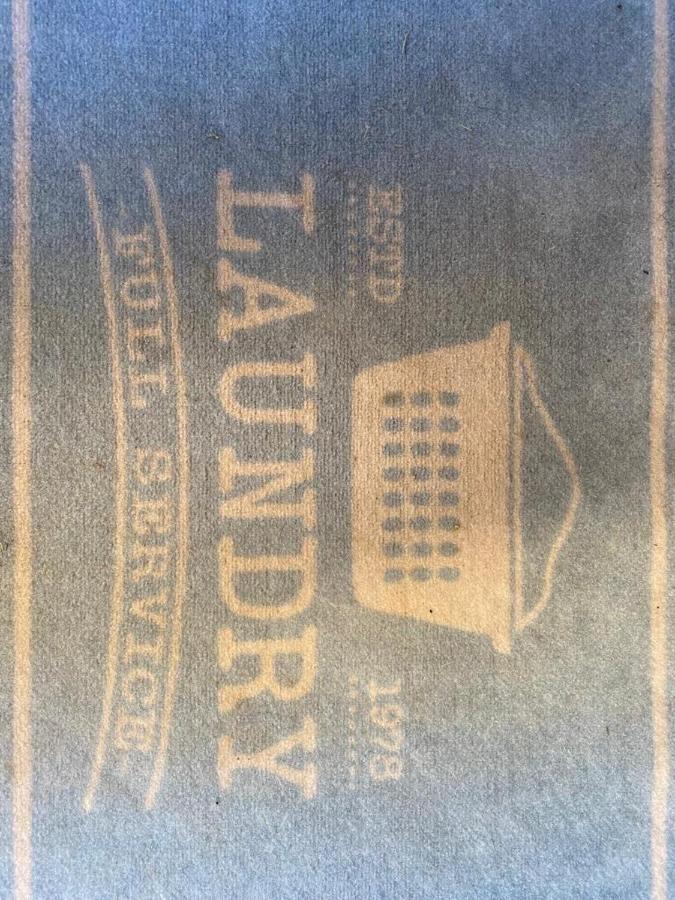 ESTD 1978
LAUNDRY
FULL SERVICE